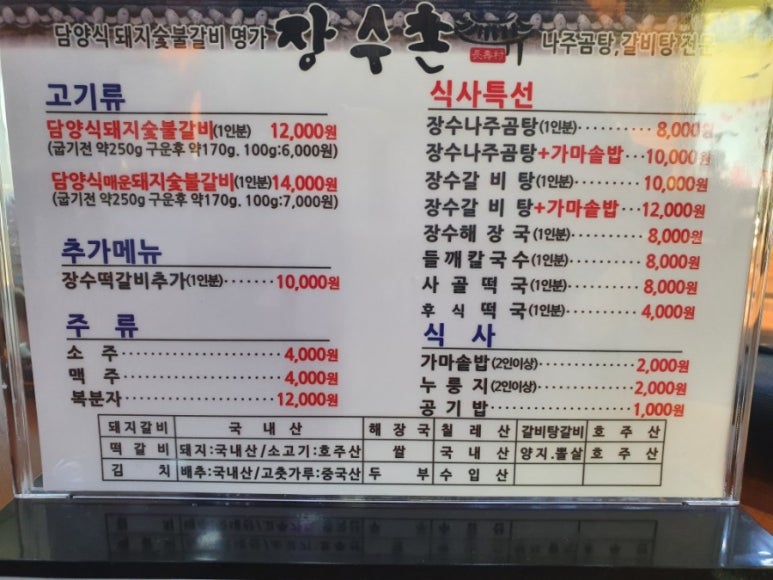 담양식 돼지숯불갈비 명가 장수촌 長壽村 나주곰탕, 갈비탕 전문
고기류
담양식돼지숯불갈비(1인분) 12,000원
(굽기전 약250g 구운후 약170g. 100g:6,000원)
담양식매운돼지숯불갈비(1인분) 14,000원
(굽기전 약250g 구운후 약170g. 100g:7,000원)
추가메뉴
장수떡갈비추가(1인분)······· 10,000원
주 류
소 주 ···················· 4,000원
맥 주 ···················· 4,000원
복분자 ··················· 12,000원
식사특선
장수나주곰탕(1인분)·········· 8,000원
장수나주곰탕+가마솥밥 ···10,000원
장수갈 비 탕(1인분)··········10,000원
장수갈 비 탕+가마솥밥 ···12,000원
장수해 장 국(1인분)·········· 8,000원
들깨칼국수(1인분)·········· 8,000원
사 골 떡 국(1인분)·········· 8,000원
후 식 떡 국(1인분)·········· 4,000원
식 사
가마솥밥(2인이상)·········· 2,000원
누 룽 지(2인이상)·········· 2,000원
공 기 밥 ················1,000원
돼지갈비 국 내 산 해 장 국 칠 레 산 갈비탕갈비 호 주 산
떡 갈 비 돼지:국내산/소고기:호주산 쌀 국 내 산 양지.뽈살 호 주 산
김 치 배추:국내산/고춧가루:중국산 두 부 수 입 산